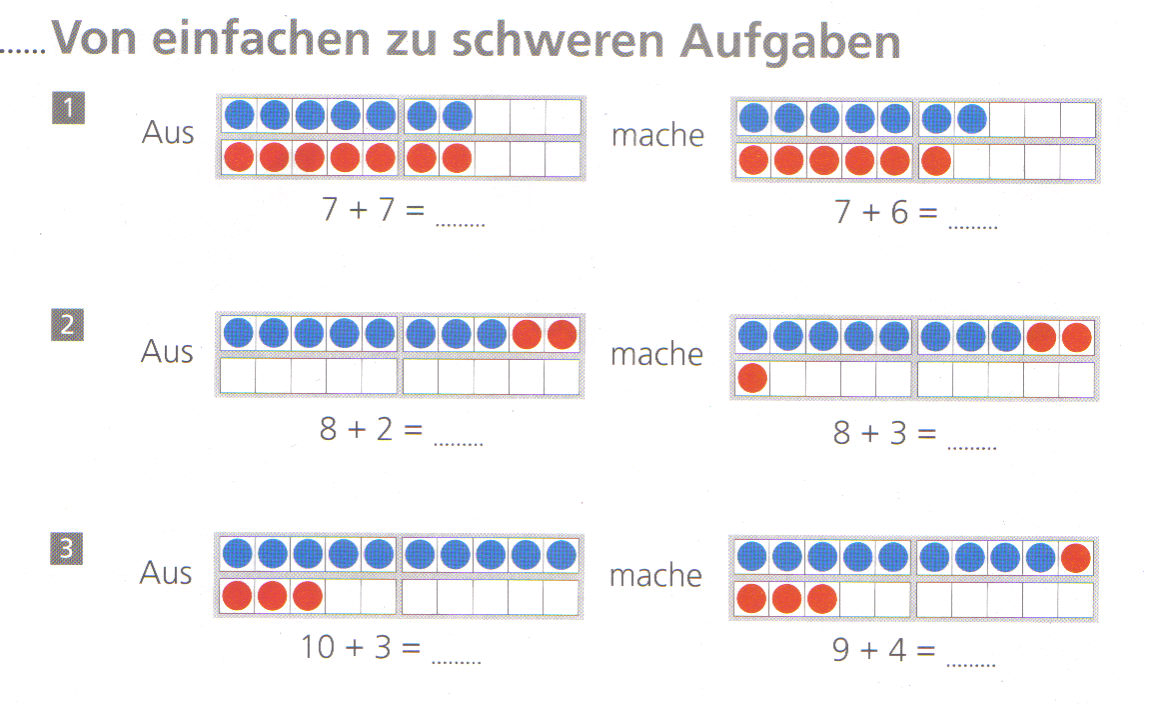 Von einfachen zu schweren Aufgaben
1
Aus mache
7 + 7 = ......... 7 + 6 = .........
2
Aus mache
8 + 2 = ......... 8 + 3 = .........
3
Aus mache
10 + 3 = ......... 9 + 4 = .........